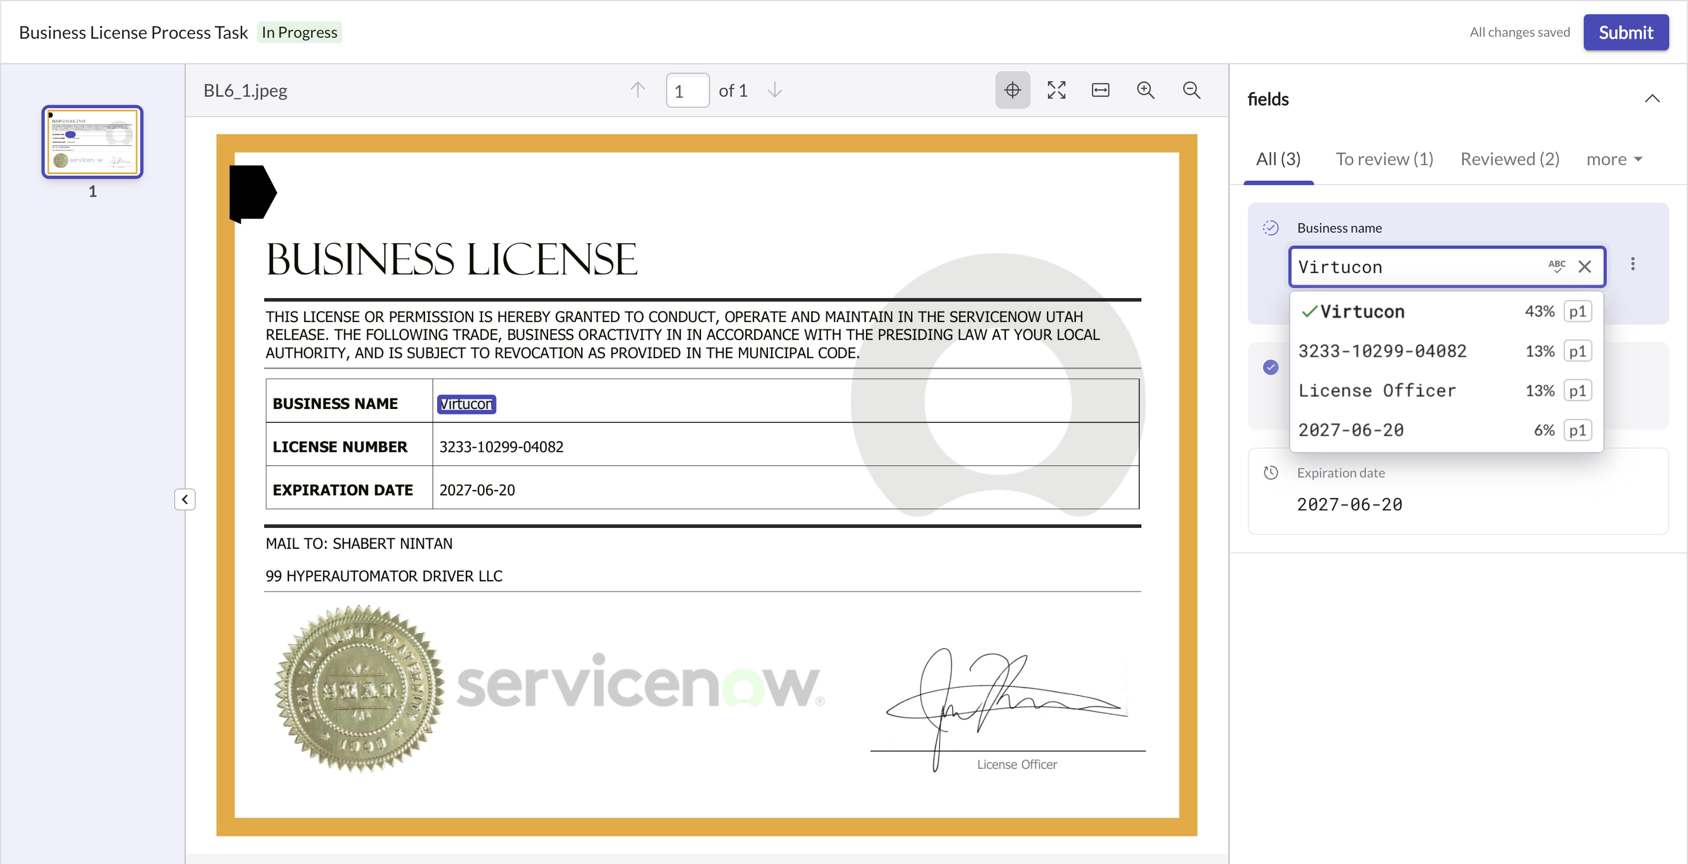 Business License Process Task In Progress
All changes saved Submit
BL6_1.jpeg
1 of 1
1
BUSINESS LICENSE
THIS LICENSE OR PERMISSION IS HEREBY GRANTED TO CONDUCT, OPERATE AND MAINTAIN IN THE SERVICENOW UTAH
RELEASE. THE FOLLOWING TRADE, BUSINESS ORACTIVITY IN IN ACCORDANCE WITH THE PRESIDING LAW AT YOUR LOCAL
AUTHORITY, AND IS SUBJECT TO REVOCATION AS PROVIDED IN THE MUNICIPAL CODE.
BUSINESS NAME Virtucon
LICENSE NUMBER 3233-10299-04082
EXPIRATION DATE 2027-06-20
MAIL TO: SHABERT NINTAN
99 HYPERAUTOMATOR DRIVER LLC
servicenow®
License Officer
fields
All (3) To review (1) Reviewed (2) more
Business name
Virtucon ABC
Virtucon 43% p1
3233-10299-04082 13% p1
License Officer 13% p1
2027-06-20 6% p1
Expiration date
2027-06-20